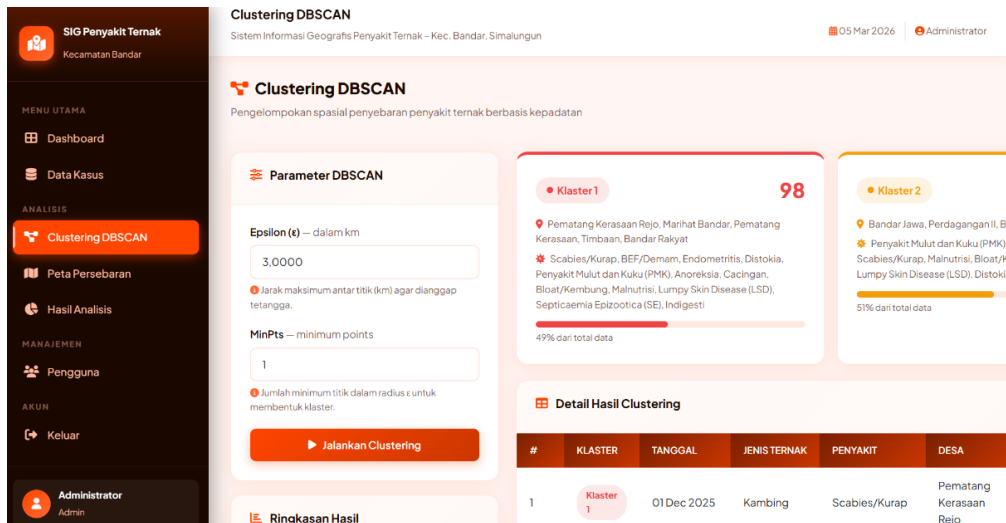 SIG Penyakit Ternak
Kecamatan Bandar
MENU UTAMA
Dashboard
Data Kasus
ANALISIS
Clustering DBSCAN
Peta Persebaran
Hasil Analisis
MANAJEMEN
Pengguna
AKUN
Keluar
Administrator
Admin
Clustering DBSCAN
Sistem Informasi Geografis Penyakit Ternak – Kec. Bandar, Simalungun
05 Mar 2026
Administrator
Clustering DBSCAN
Pengelompokan spasial penyebaran penyakit ternak berbasis kepadatan
Parameter DBSCAN
Epsilon (ε) — dalam km
3,0000
Jarak maksimum antar titik (km) agar dianggap
tetangga.
MinPts — minimum points
1
Jumlah minimum titik dalam radius ε untuk
membentuk klaster.
Jalankan Clustering
Ringkasan Hasil
Klaster 1
98
Pematang Kerasaan Rejo, Marihat Bandar, Pematang
Kerasaan, Timbaan, Bandar Rakyat
Scabies/Kurap, BEF/Demam, Endometritis, Distokia,
Penyakit Mulut dan Kuku (PMK), Anoreksia, Cacingan,
Bloat/Kembung, Malnutrisi, Lumpy Skin Disease (LSD),
Septicaemia Epizootica (SE), Indigesti
49% dari total data
Klaster 2
Bandar Jawa, Perdagangan II, B
Penyakit Mulut dan Kuku (PMK)
Scabies/Kurap, Malnutrisi, Bloat/K
Lumpy Skin Disease (LSD), Distoki
51% dari total data
Detail Hasil Clustering
# KLASTER TANGGAL JENIS TERNAK PENYAKIT DESA
1 Klaster 1 01 Dec 2025 Kambing Scabies/Kurap Pematang Kerasaan Rejo